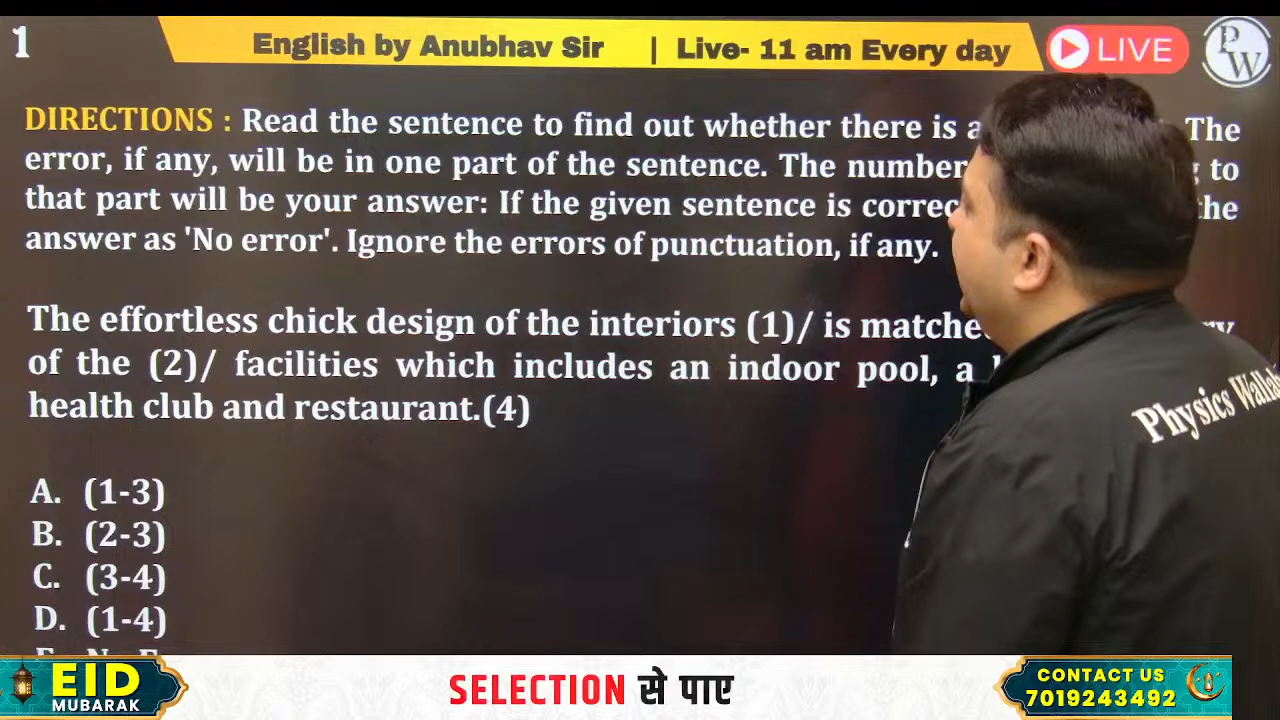 1
English by Anubhav Sir | Live- 11 am Every day
LIVE
PW
DIRECTIONS : Read the sentence to find out whether there is The
error, if any, will be in one part of the sentence. The number to
that part will be your answer: If the given sentence is the
answer as 'No error'. Ignore the errors of punctuation, if any.
The effortless chick design of the interiors (1)/ is
of the (2)/ facilities which includes an indoor pool, a
health club and restaurant.(4)
Physics
A. (1-3)
B. (2-3)
C. (3-4)
D. (1-4)
EID
MUBARAK
SELECTION से पाए
CONTACT US
7019243492